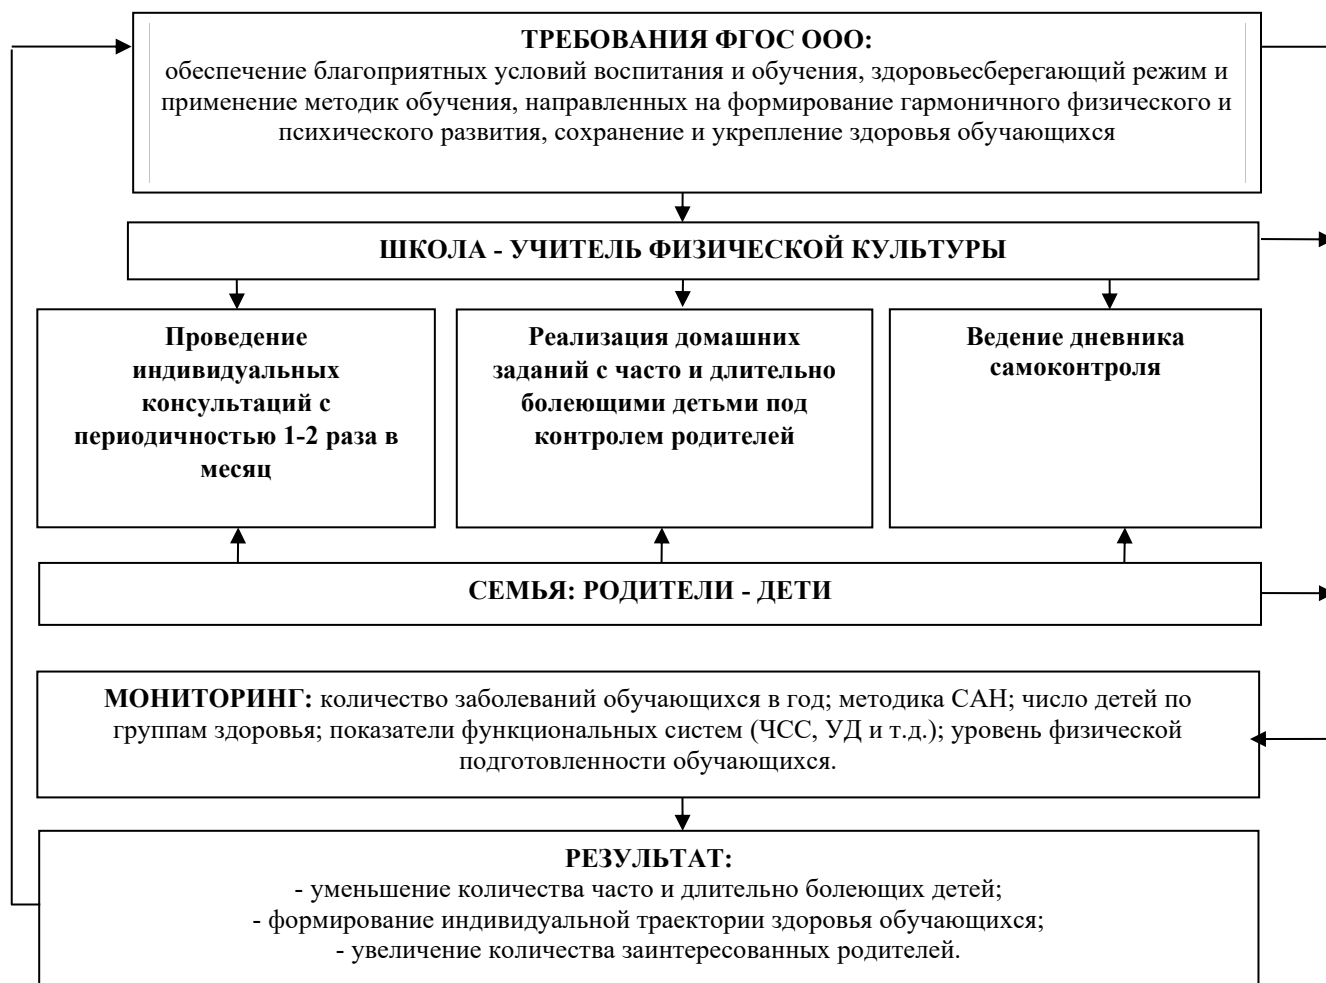 ТРЕБОВАНИЯ ФГОС ООО:
обеспечение благоприятных условий воспитания и обучения, здоровьесберегающий режим и
применение методик обучения, направленных на формирование гармоничного физического и
психического развития, сохранение и укрепление здоровья обучающихся
ШКОЛА - УЧИТЕЛЬ ФИЗИЧЕСКОЙ КУЛЬТУРЫ
Проведение
индивидуальных
консультаций с
периодичностью 1-2 раза в
месяц
Реализация домашних
заданий с часто и длительно
болеющими детьми под
контролем родителей
Ведение дневника
самоконтроля
СЕМЬЯ: РОДИТЕЛИ - ДЕТИ
МОНИТОРИНГ: количество заболеваний обучающихся в год; методика САН; число детей по
группам здоровья; показатели функциональных систем (ЧСС, УД и т.д.); уровень физической
подготовленности обучающихся.
РЕЗУЛЬТАТ:
- уменьшение количества часто и длительно болеющих детей;
- формирование индивидуальной траектории здоровья обучающихся;
- увеличение количества заинтересованных родителей.